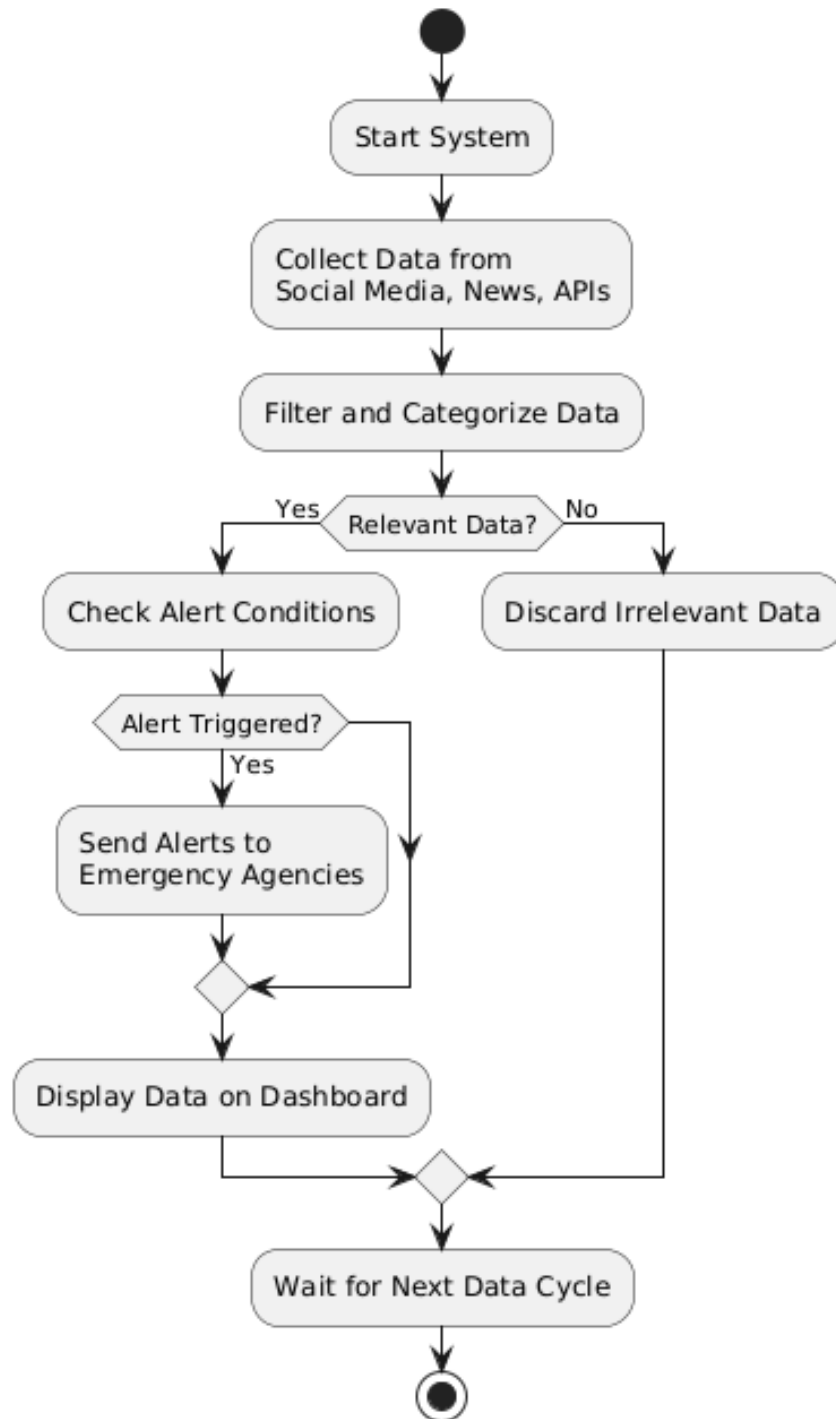 Start System
Collect Data from
Social Media, News, APIs
Filter and Categorize Data
Yes
Relevant Data?
No
Check Alert Conditions
Discard Irrelevant Data
Alert Triggered?
Yes
Send Alerts to
Emergency Agencies
Display Data on Dashboard
Wait for Next Data Cycle